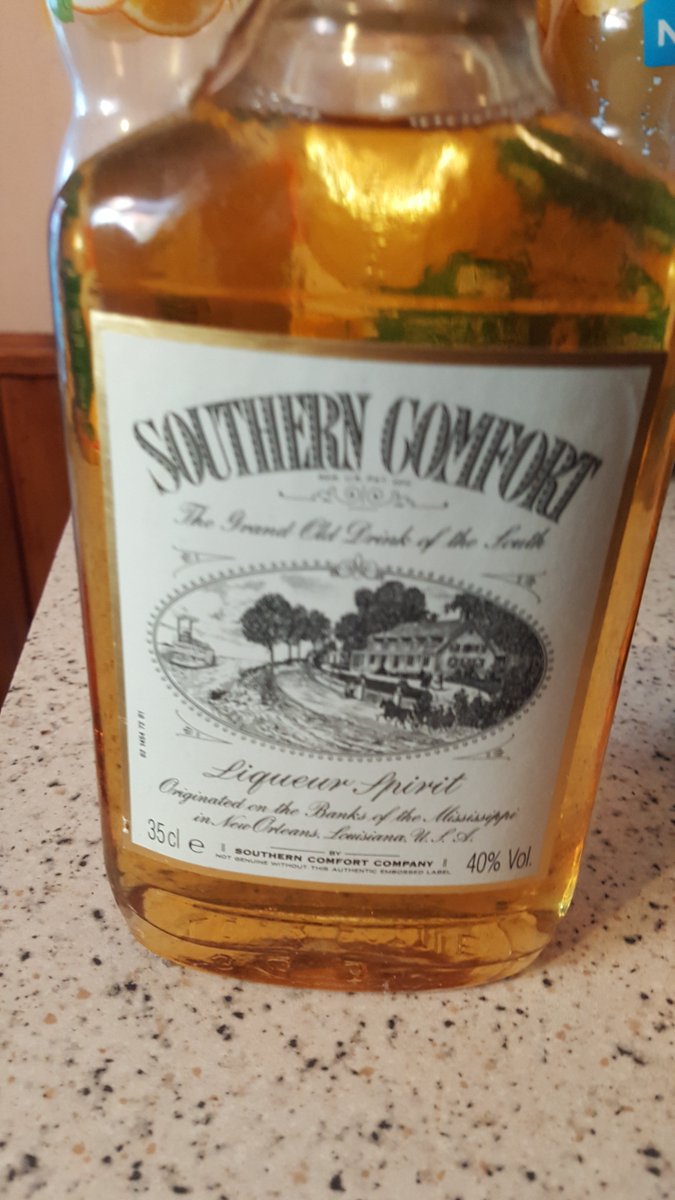 N
SOUTHERN COMFORT
The Grand Old Drink of the South
Liqueur Spirit
Originated on the Banks of the Mississippi
in New Orleans, Louisiana, U.S.A.
35cl e
BY
SOUTHERN COMFORT COMPANY
NOT GENUINE WITHOUT THIS AUTHENTIC EMBOSSED LABEL
40% Vol.